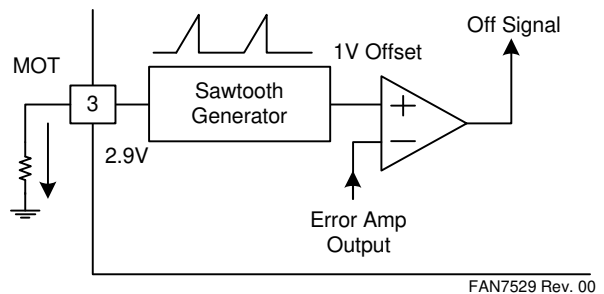 Off Signal
1V Offset
MOT
3
Sawtooth
Generator
+
−
2.9V
Error Amp
Output
FAN7529 Rev. 00